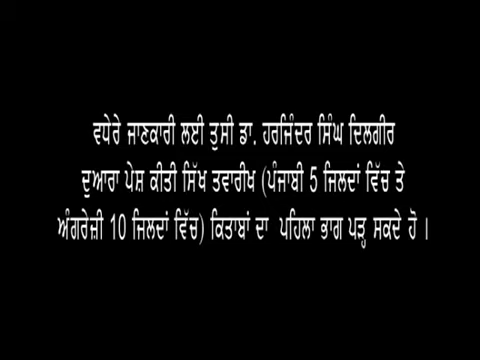 ਵਧੇਰੇ ਜਾਣਕਾਰੀ ਲਈ ਤੁਸੀ ਡਾ. ਹਰਜਿੰਦਰ ਸਿੰਘ ਦਿਲਗੀਰ
ਦੁਆਰਾ ਪੇਸ਼ ਕੀਤੀ ਸਿੱਖ ਤਵਾਰੀਖ (ਪੰਜਾਬੀ 5 ਜਿਲਦਾਂ ਵਿੱਚ ਤੇ
ਅੰਗਰੇਜ਼ੀ 10 ਜਿਲਦਾਂ ਵਿੱਚ) ਕਿਤਾਬਾਂ ਦਾ ਪਹਿਲਾ ਭਾਗ ਪੜ੍ਹ ਸਕਦੇ ਹੋ ।